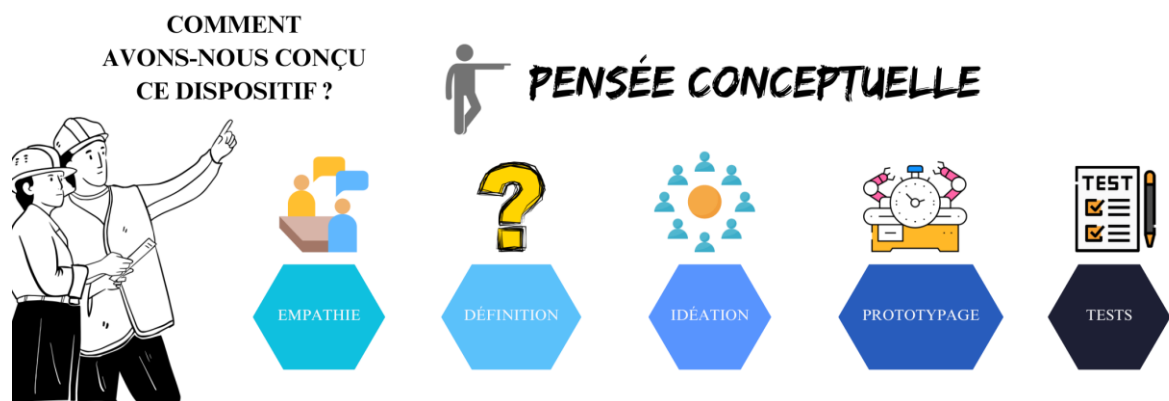 COMMENT
AVONS-NOUS CONÇU
CE DISPOSITIF ?
PENSÉE CONCEPTUELLE
TEST
EMPATHIE
DÉFINITION
IDÉATION
PROTOTYPAGE
TESTS